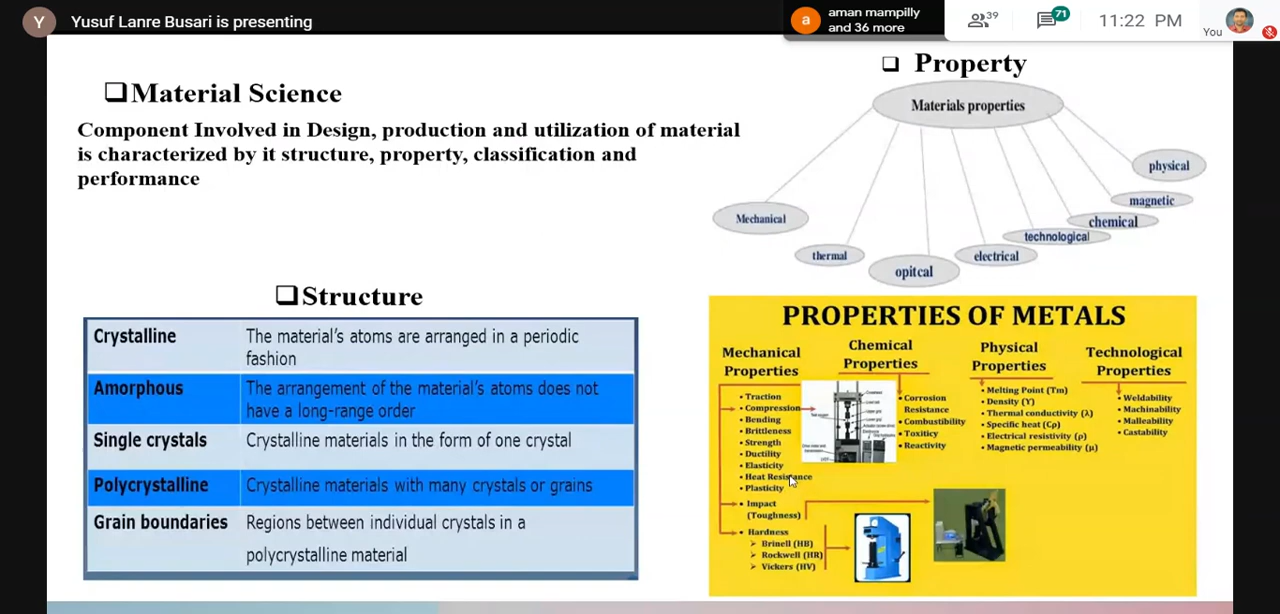 Y
Yusuf Lanre Busari is presenting
a
aman mampilly
and 36 more
39
71
11:22 PM
You
❑Material Science
Component Involved in Design, production and utilization of material
is characterized by it structure, property, classification and
performance
❑ Property
Materials properties
physical
magnetic
chemical
technological
electrical
opitcal
thermal
Mechanical
❑Structure
Crystalline
The material's atoms are arranged in a periodic
fashion
Amorphous
The arrangement of the material's atoms does not
have a long-range order
Single crystals
Crystalline materials in the form of one crystal
Polycrystalline
Crystalline materials with many crystals or grains
Grain boundaries
Regions between individual crystals in a
polycrystalline material
PROPERTIES OF METALS
Mechanical
Properties
• Traction
• Compression
• Bending
• Brittleness
• Strength
• Ductility
• Elasticity
• Heat Resistance
• Plasticity
• Impact
(Toughness)
• Hardness
➢ Brinell (HB)
➢ Rockwell (HR)
➢ Vickers (HV)
Chemical
Properties
• Corrosion
Resistance
• Combustibility
• Toxiticy
• Reactivity
Physical
Properties
• Melting Point (Tm)
• Density (Y)
• Thermal conductivity (λ)
• Specific heat (Cρ)
• Electrical resistivity (ρ)
• Magnetic permeability (μ)
Technological
Properties
• Weldability
• Machinability
• Malleability
• Castability